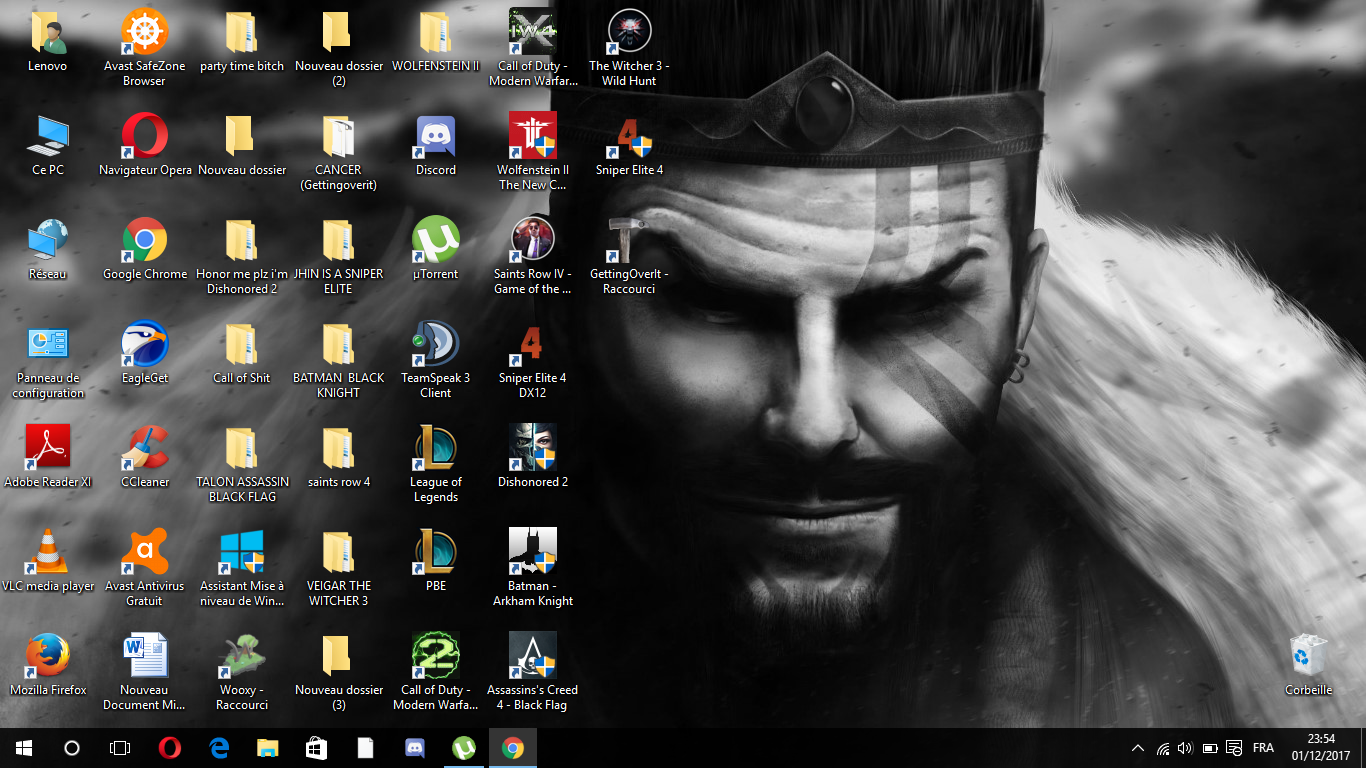 Lenovo
Avast SafeZone
Browser
party time bitch
Nouveau dossier
(2)
WOLFENSTEIN II
IW4
X
Call of Duty -
Modern Warfar...
The Witcher 3 -
Wild Hunt
Ce PC
Navigateur Opera
Nouveau dossier
CANCER
(Gettingoverit)
Discord
Wolfenstein II
The New C...
4
Sniper Elite 4
Réseau
Google Chrome
Honor me plz i'm
Dishonored 2
JHIN IS A SNIPER
ELITE
µ
µTorrent
Saints Row IV -
Game of the ...
GettingOverIt -
Raccourci
Panneau de
configuration
EagleGet
Call of Shit
BATMAN BLACK
KNIGHT
TeamSpeak 3
Client
4
Sniper Elite 4
DX12
Adobe Reader XI
CCleaner
TALON ASSASSIN
BLACK FLAG
saints row 4
L
League of
Legends
Dishonored 2
VLC media player
a
Avast Antivirus
Gratuit
Assistant Mise à
niveau de Win...
VEIGAR THE
WITCHER 3
L
PBE
Batman -
Arkham Knight
Mozilla Firefox
W
Nouveau
Document Mi...
Wooxy -
Raccourci
Nouveau dossier
(3)
2
Call of Duty -
Modern Warfa...
Assassins's Creed
4 - Black Flag
Corbeille
FRA
23:54
01/12/2017